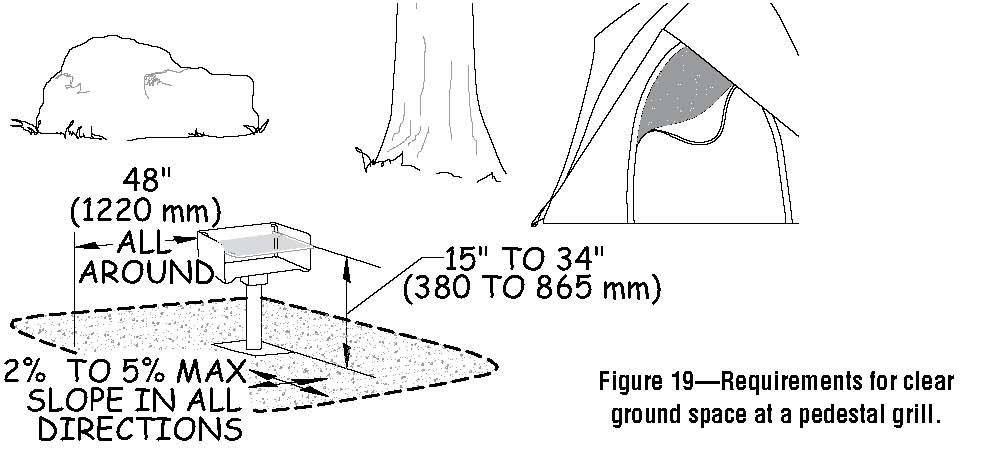 48"
(1220 mm)
ALL
AROUND
15" TO 34"
(380 TO 865 mm)
2% TO 5% MAX
SLOPE IN ALL
DIRECTIONS
Figure 19—Requirements for clear
ground space at a pedestal grill.